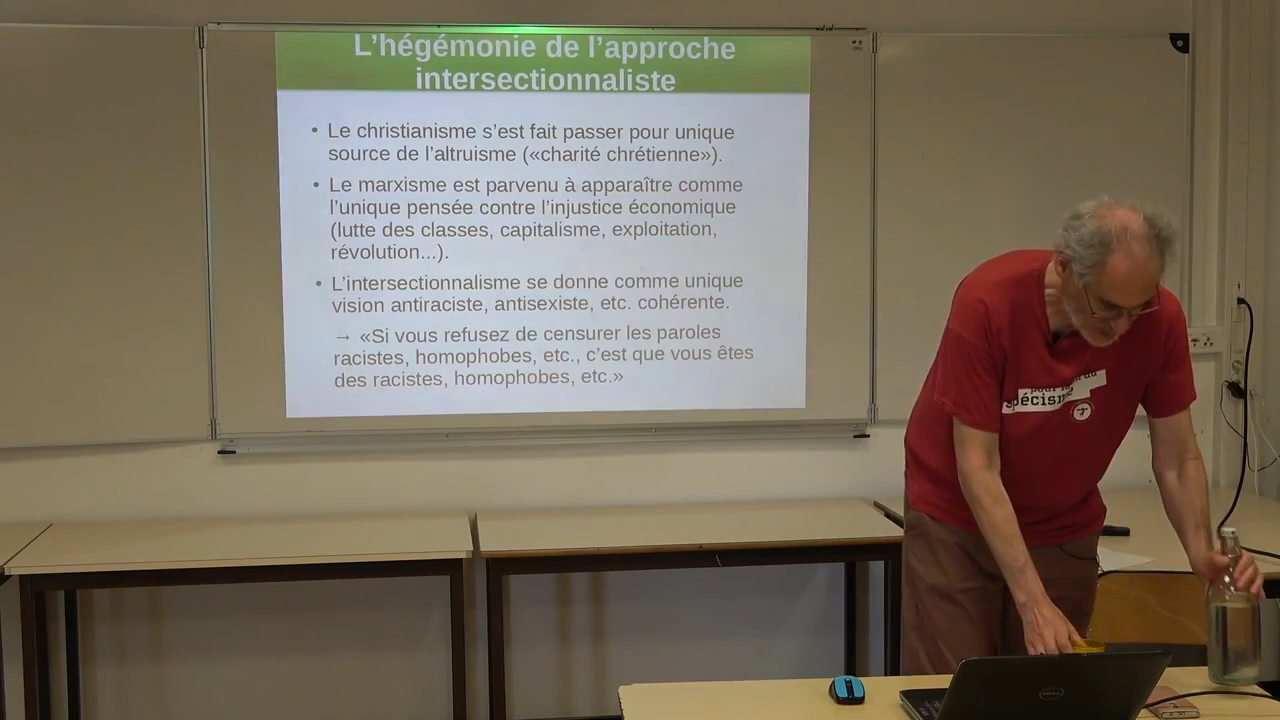 L’hégémonie de l’approche
intersectionnaliste
• Le christianisme s’est fait passer pour unique
source de l’altruisme («charité chrétienne»).
• Le marxisme est parvenu à apparaître comme
l’unique pensée contre l’injustice économique
(lutte des classes, capitalisme, exploitation,
révolution...).
• L’intersectionnalisme se donne comme unique
vision antiraciste, antisexiste, etc. cohérente.
→ «Si vous refusez de censurer les paroles
racistes, homophobes, etc., c’est que vous êtes
des racistes, homophobes, etc.»
DELL